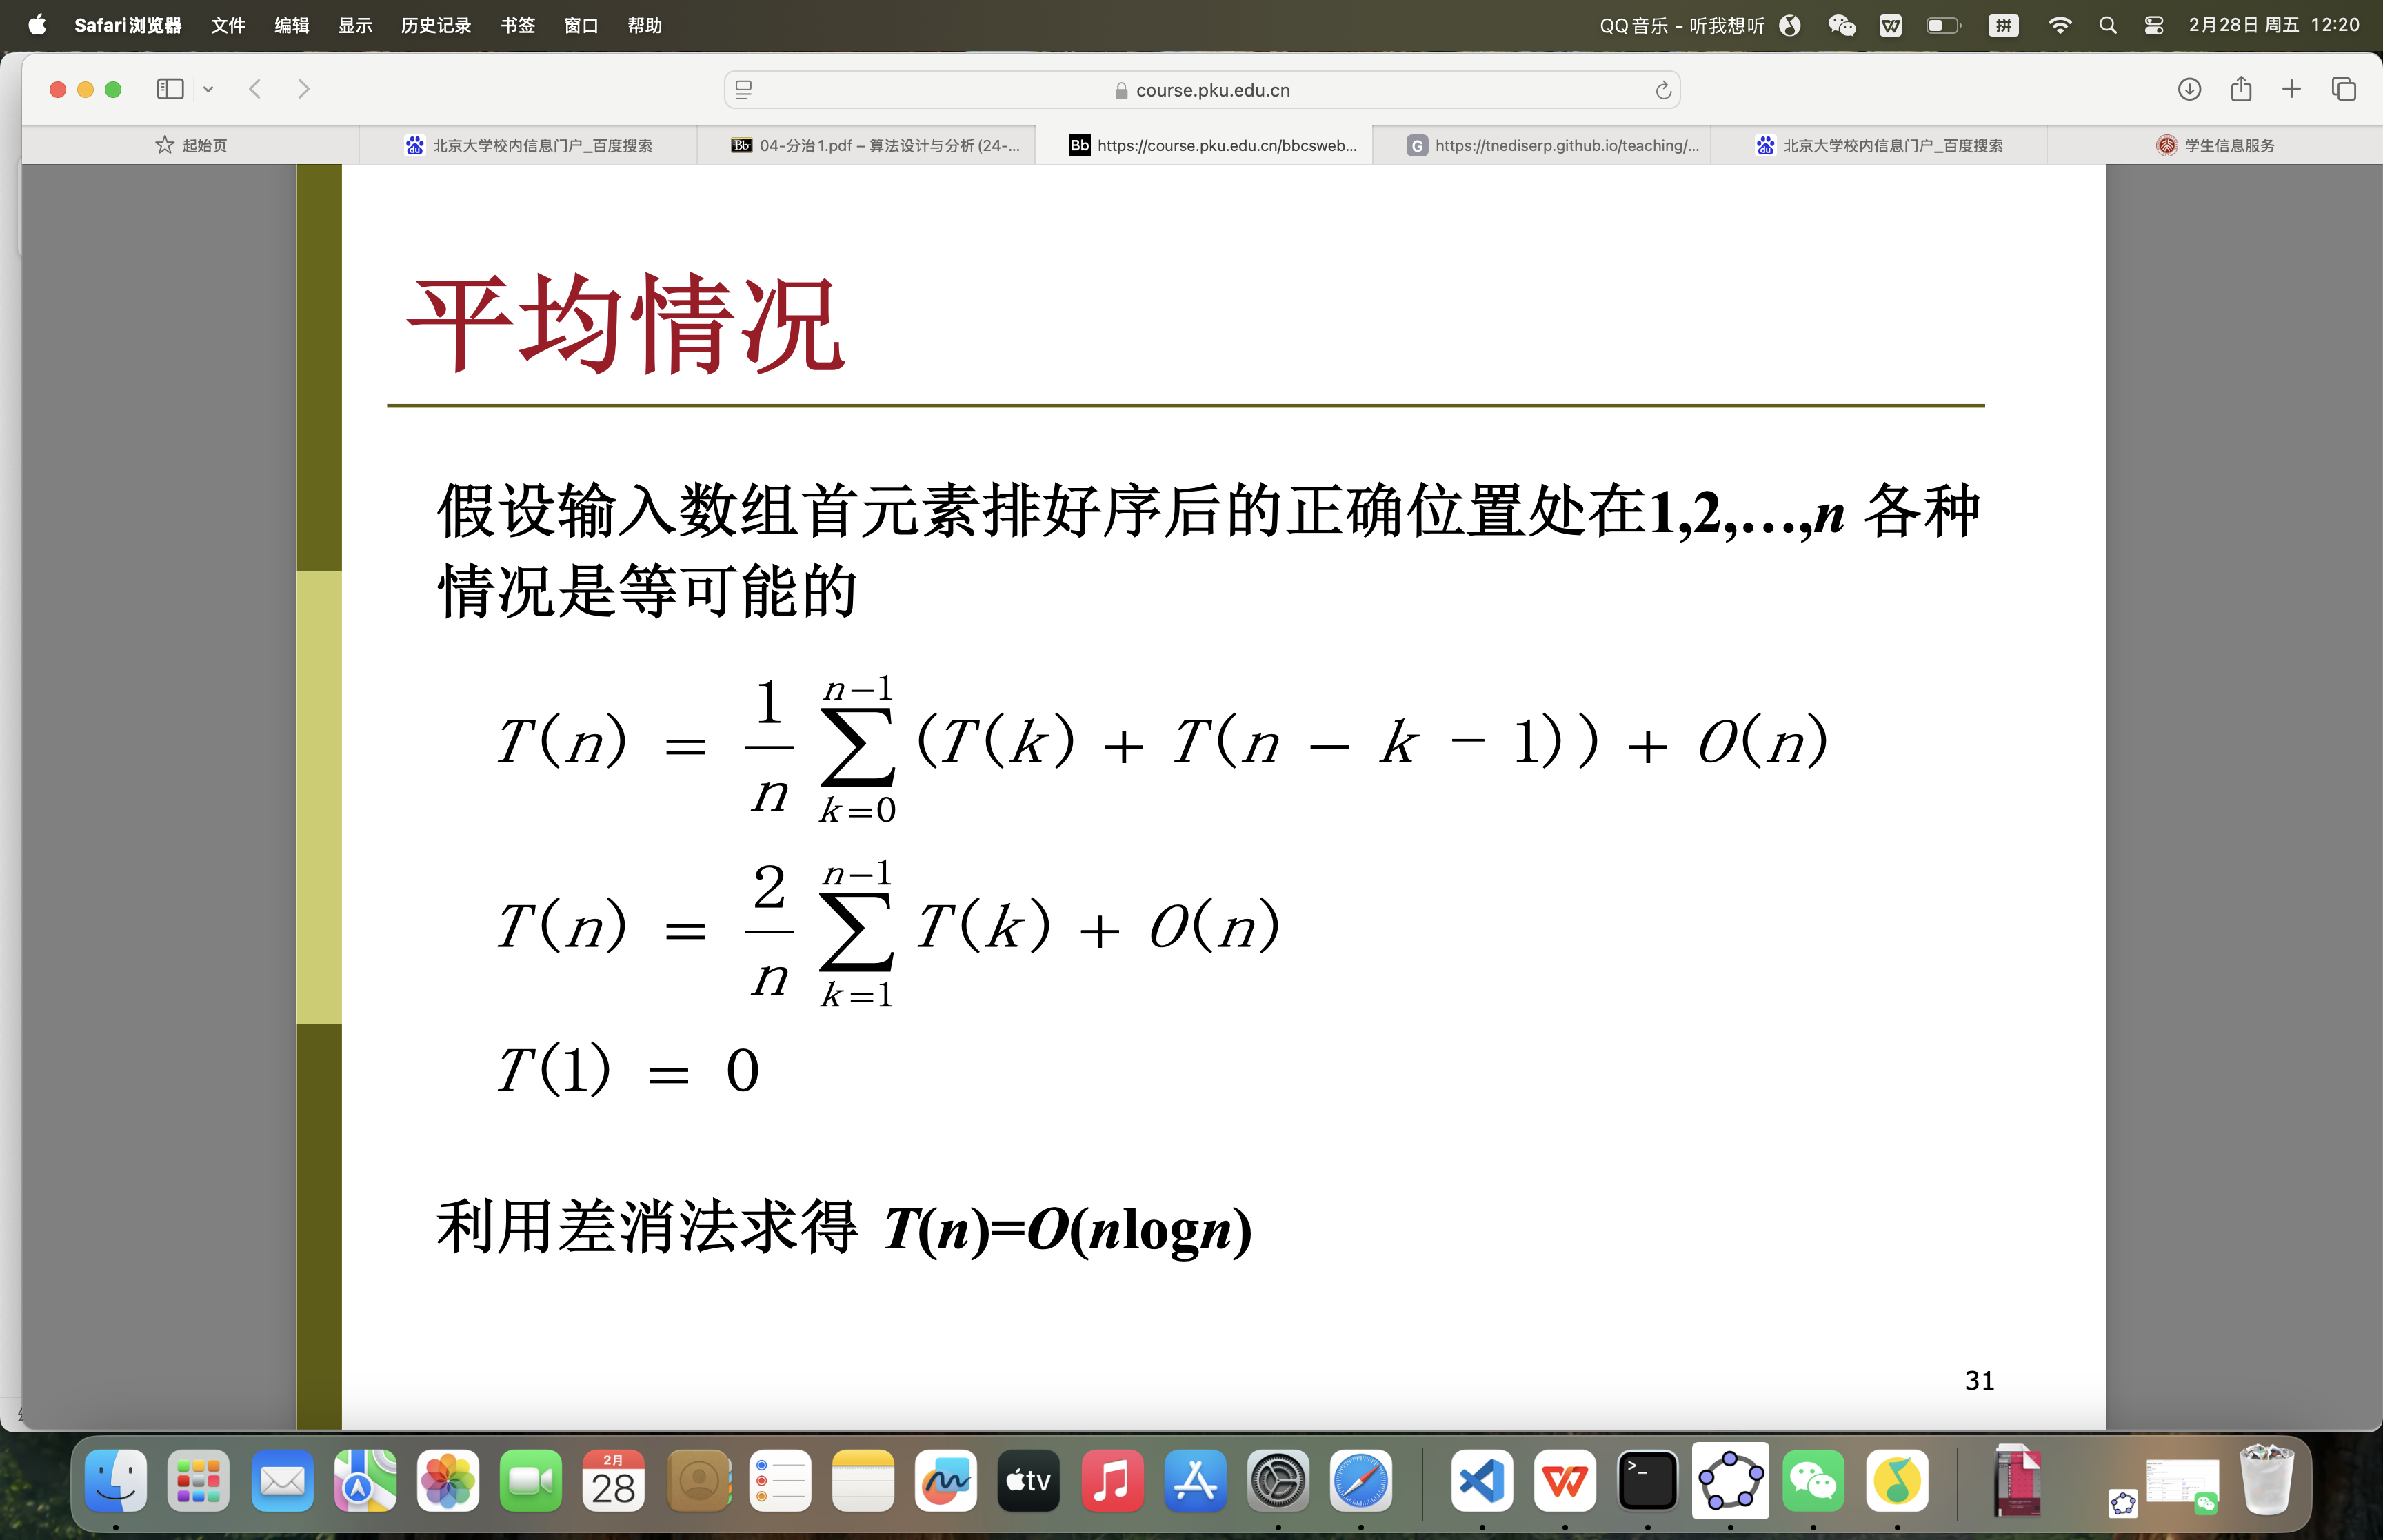 Safari浏览器 文件 编辑 显示 历史记录 书签 窗口 帮助 QQ音乐 - 听我想听 拼 2月28日 周五 12:20
course.pku.edu.cn
起始页 北京大学校内信息门户_百度搜索 04-分治1.pdf – 算法设计与分析(24-... https://course.pku.edu.cn/bbcsweb... https://tnediserp.github.io/teaching/... 北京大学校内信息门户_百度搜索 学生信息服务
平均情况
假设输入数组首元素排好序后的正确位置处在1,2,…,n 各种
情况是等可能的
T(n) = \frac{1}{n} \sum_{k=0}^{n-1} (T(k) + T(n - k - 1)) + O(n)
T(n) = \frac{2}{n} \sum_{k=1}^{n-1} T(k) + O(n)
T(1) = 0
利用差消法求得 T(n)=O(nlogn)
31
2月
28
tv